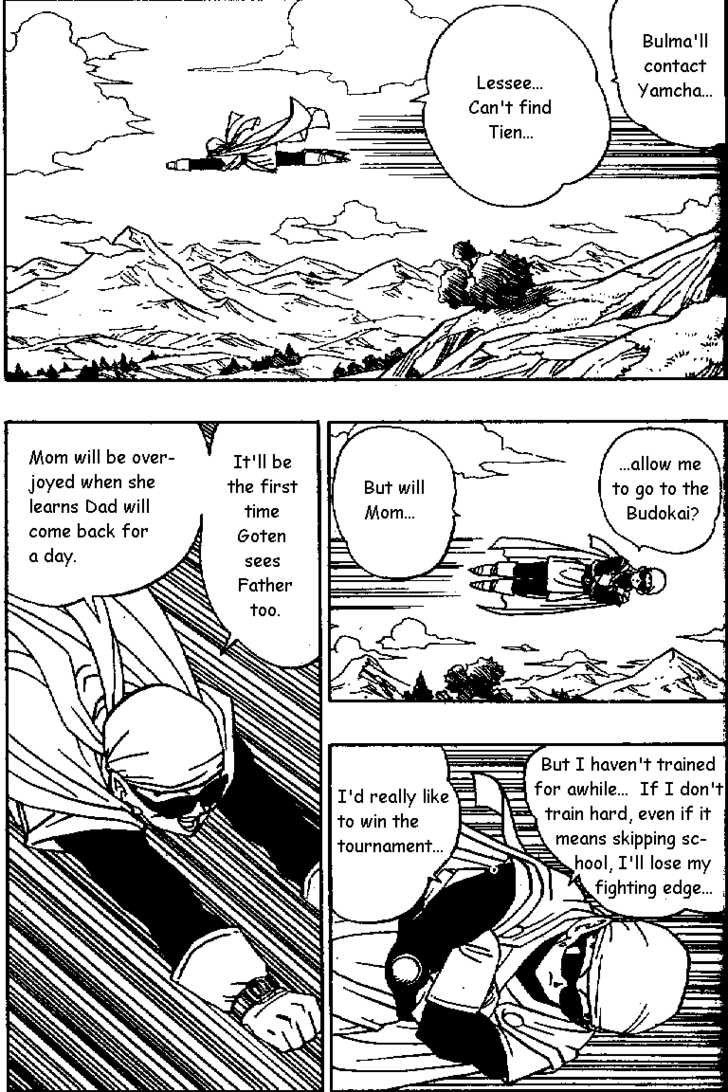 Lessee...
Can't find
Tien...
Bulma'll
contact
Yamcha...
Mom will be over-
joyed when she
learns Dad will
come back for
a day.
It'll be
the first
time
Goten
sees
Father
too.
But will
Mom...
...allow me
to go to the
Budokai?
I'd really like
to win the
tournament...
But I haven't trained
for awhile... If I don't
train hard, even if it
means skipping sc-
hool, I'll lose my
fighting edge...